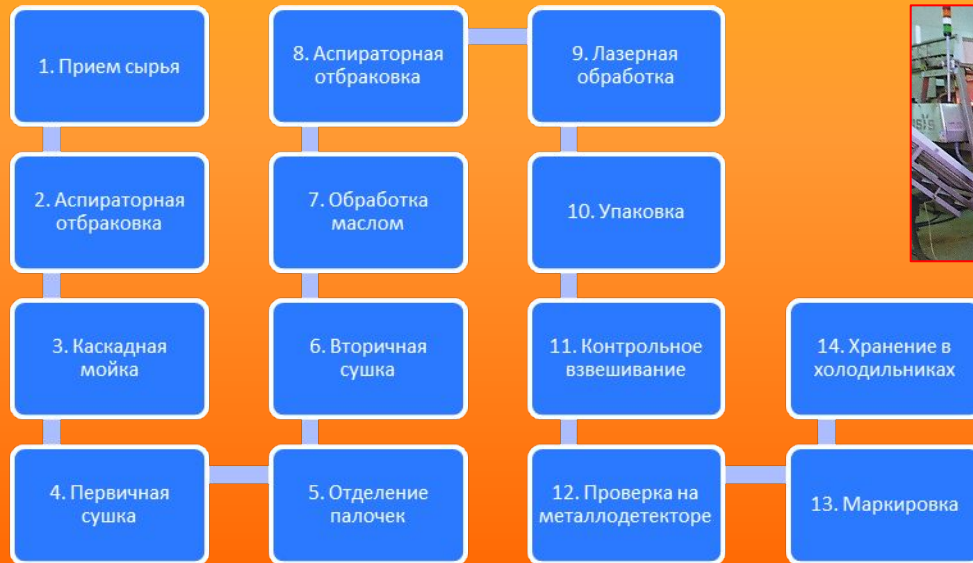 1. Прием сырья
2. Аспираторная
отбраковка
3. Каскадная
мойка
4. Первичная
сушка
5. Отделение
палочек
6. Вторичная
сушка
7. Обработка
маслом
8. Аспираторная
отбраковка
9. Лазерная
обработка
10. Упаковка
11. Контрольное
взвешивание
12. Проверка на
металлодетекторе
13. Маркировка
14. Хранение в
холодильниках